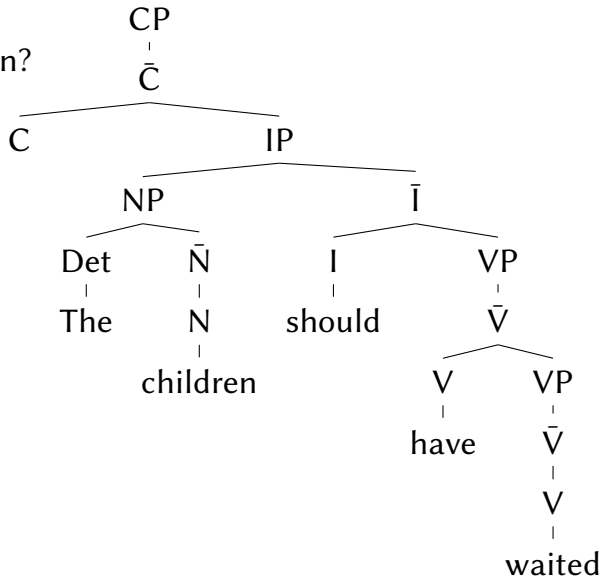 CP
n?
C̄
C IP
NP Ī
Det N̄ I VP
The N should V̄
children V VP
have V̄
V
waited